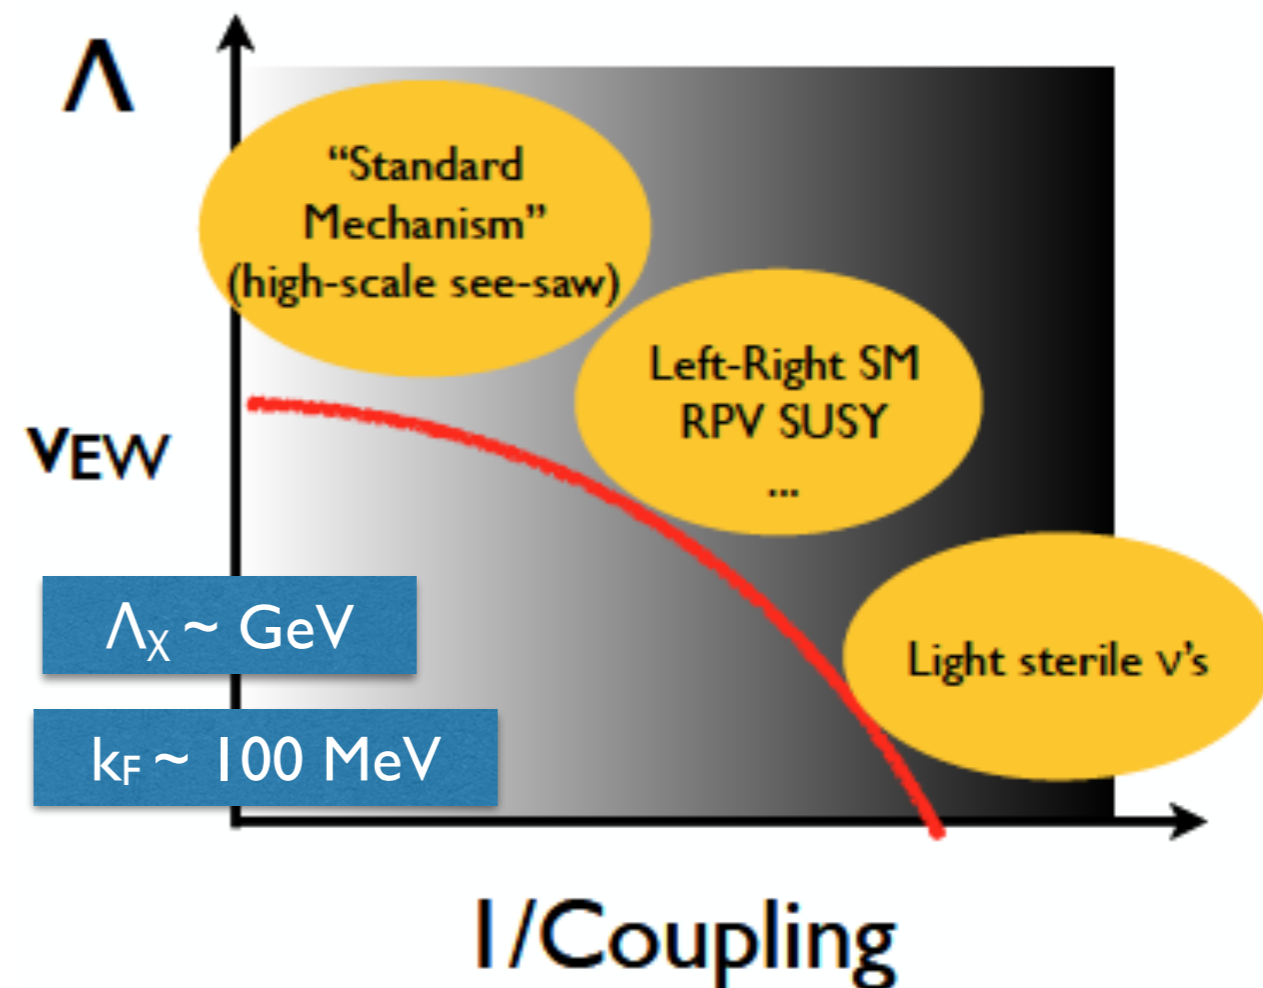 Λ
“Standard
Mechanism”
(high-scale see-saw)
Left-Right SM
RPV SUSY
...
vEW
Λχ ~ GeV
Light sterile ν’s
kF ~ 100 MeV
1/Coupling